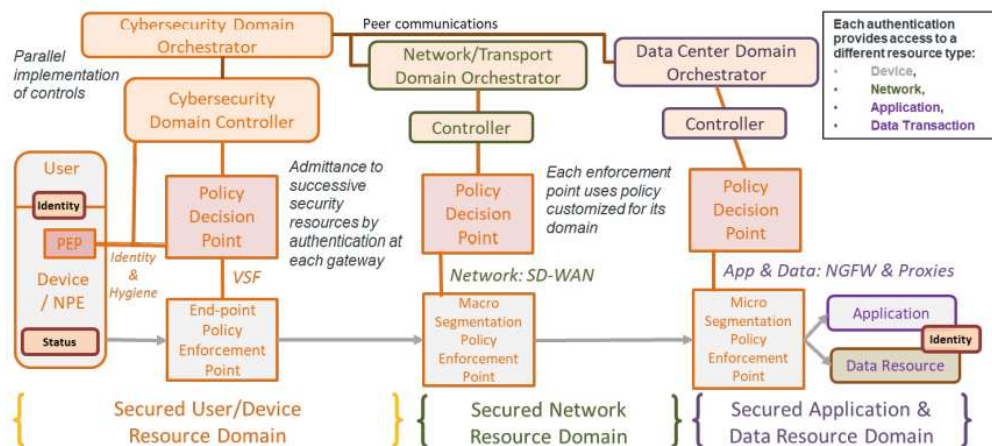 Cybersecurity Domain
Orchestrator
Peer communications
Each authentication
provides access to a
different resource type:
• Device,
• Network,
• Application,
• Data Transaction
Parallel
implementation
of controls
Network/Transport
Domain Orchestrator
Data Center Domain
Orchestrator
Cybersecurity
Domain Controller
Controller
Controller
User
Identity
PEP
Device
/ NPE
Status
Identity
&
Hygiene
Policy
Decision
Point
Admittance to
successive
security
resources by
authentication at
each gateway
Policy
Decision
Point
Each enforcement
point uses policy
customized for its
domain
Policy
Decision
Point
VSF
Network: SD-WAN
App & Data: NGFW & Proxies
End-point
Policy
Enforcement
Point
Macro
Segmentation
Policy
Enforcement
Point
Micro
Segmentation
Policy
Enforcement
Point
Application
Identity
Data Resource
Secured User/Device
Resource Domain
Secured Network
Resource Domain
Secured Application &
Data Resource Domain